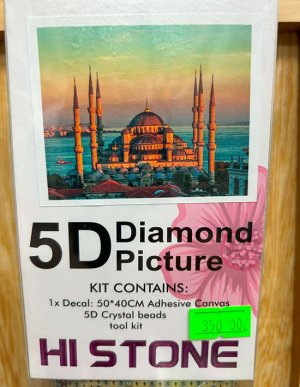 5D Diamond
Picture
KIT CONTAINS:
1x Decal: 50*40CM Adhesive Canvas
5D Crystal beads
tool kit
350 00
HI STONE